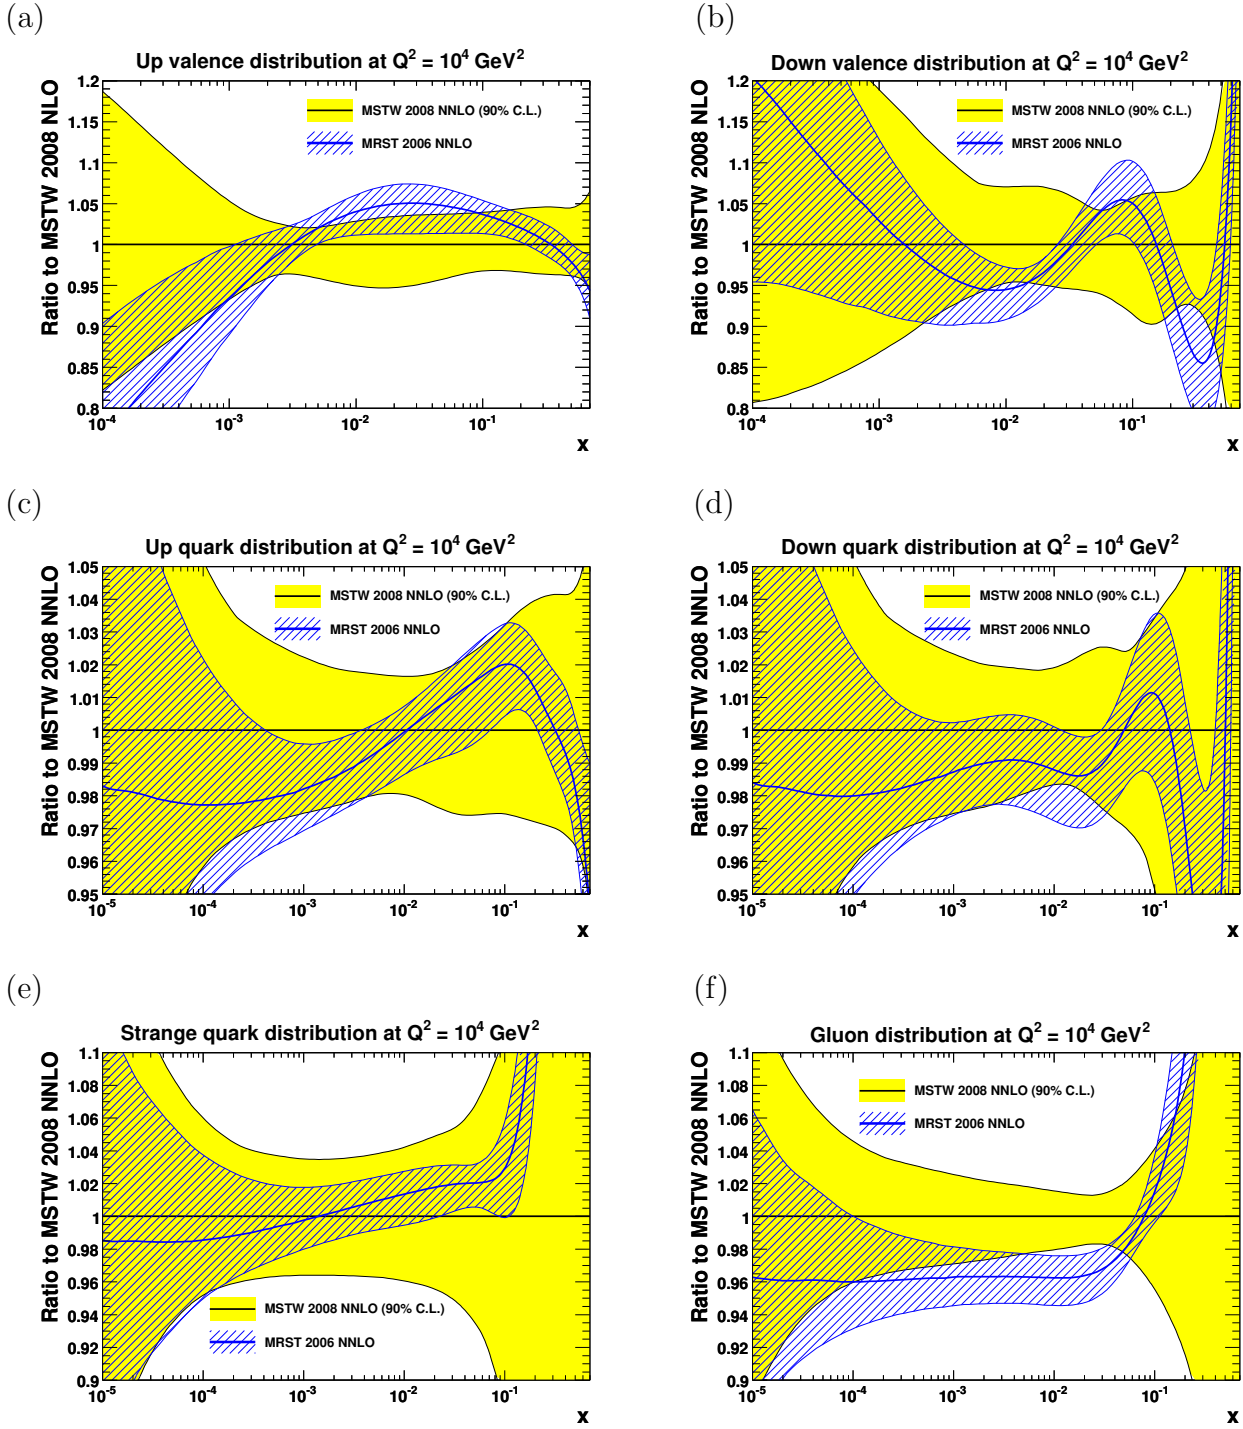 (a)
Up valence distribution at Q² = 10⁴ GeV²
Ratio to MSTW 2008 NLO
1.2
1.15
1.1
1.05
1
0.95
0.9
0.85
0.8
MSTW 2008 NNLO (90% C.L.)
MRST 2006 NNLO
10⁻⁴ 10⁻³ 10⁻² 10⁻¹
x
(b)
Down valence distribution at Q² = 10⁴ GeV²
Ratio to MSTW 2008 NNLO
1.2
1.15
1.1
1.05
1
0.95
0.9
0.85
0.8
MSTW 2008 NNLO (90% C.L.)
MRST 2006 NNLO
10⁻⁴ 10⁻³ 10⁻² 10⁻¹
x
(c)
Up quark distribution at Q² = 10⁴ GeV²
Ratio to MSTW 2008 NNLO
1.05
1.04
1.03
1.02
1.01
1
0.99
0.98
0.97
0.96
0.95
MSTW 2008 NNLO (90% C.L.)
MRST 2006 NNLO
10⁻⁵ 10⁻⁴ 10⁻³ 10⁻² 10⁻¹
x
(d)
Down quark distribution at Q² = 10⁴ GeV²
Ratio to MSTW 2008 NNLO
1.05
1.04
1.03
1.02
1.01
1
0.99
0.98
0.97
0.96
0.95
MSTW 2008 NNLO (90% C.L.)
MRST 2006 NNLO
10⁻⁵ 10⁻⁴ 10⁻³ 10⁻² 10⁻¹
x
(e)
Strange quark distribution at Q² = 10⁴ GeV²
Ratio to MSTW 2008 NNLO
1.1
1.08
1.06
1.04
1.02
1
0.98
0.96
0.94
0.92
0.9
MSTW 2008 NNLO (90% C.L.)
MRST 2006 NNLO
10⁻⁵ 10⁻⁴ 10⁻³ 10⁻² 10⁻¹
x
(f)
Gluon distribution at Q² = 10⁴ GeV²
Ratio to MSTW 2008 NNLO
1.1
1.08
1.06
1.04
1.02
1
0.98
0.96
0.94
0.92
0.9
MSTW 2008 NNLO (90% C.L.)
MRST 2006 NNLO
10⁻⁵ 10⁻⁴ 10⁻³ 10⁻² 10⁻¹
x